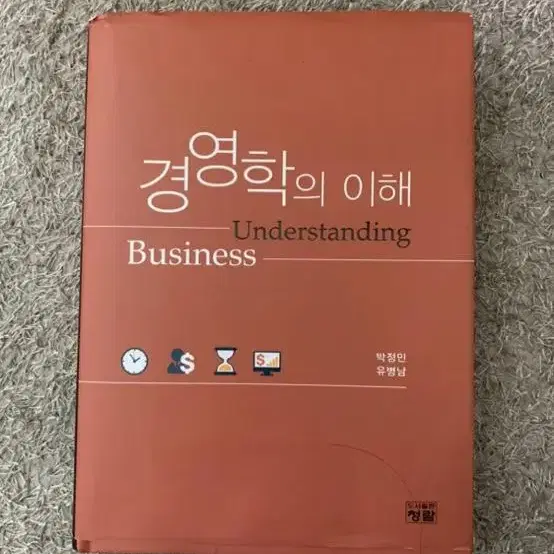 경영학의 이해
Understanding
Business
박정민
유병남
도서출판
청람